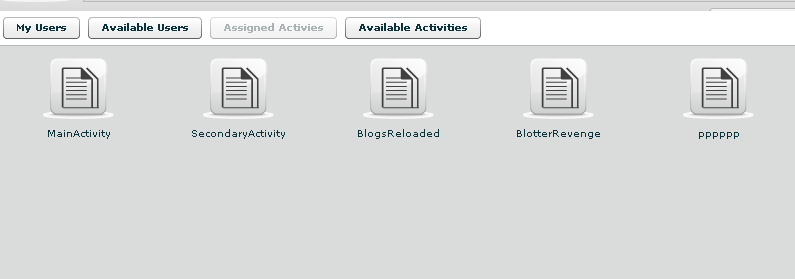 My Users Available Users Assigned Activies Available Activities
MainActivity SecondaryActivity BlogsReloaded BlotterRevenge pppppp